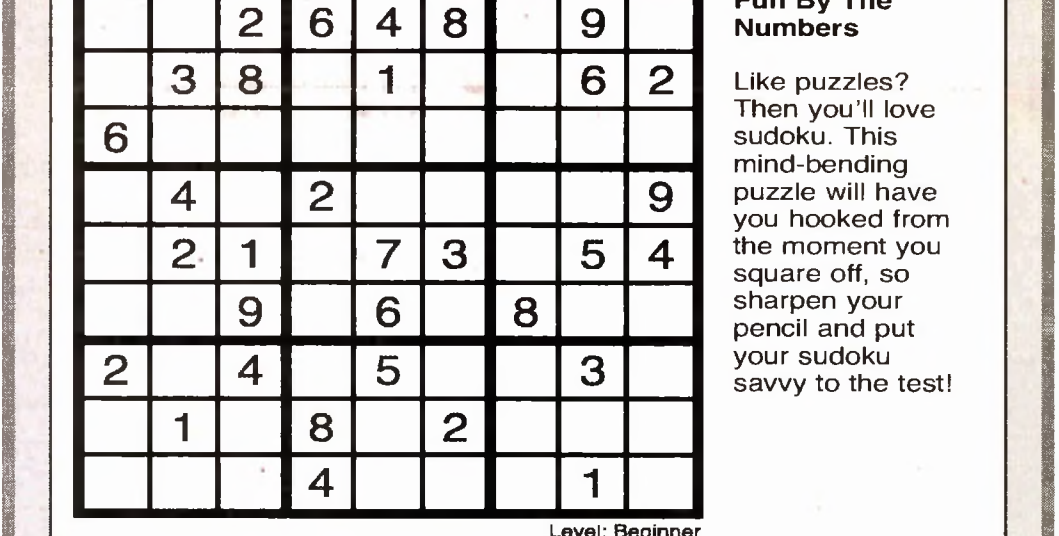 2 6 4 8 9
3 8 1 6 2
6
4 2 9
2 1 7 3 5 4
9 6 8
2 4 5 3
1 8 2
4 1
Level: Beginner
Fun By The
Numbers
Like puzzles?
Then you'll love
sudoku. This
mind-bending
puzzle will have
you hooked from
the moment you
square off, so
sharpen your
pencil and put
your sudoku
savvy to the test!